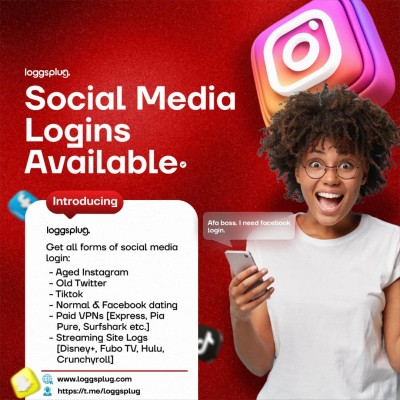 loggsplug.
Social Media
Logins
Available
Introducing
loggsplug.
Get all forms of social media
login:
- Aged Instagram
- Old Twitter
- Tiktok
- Normal & Facebook dating
- Paid VPNs [Express, Pia
Pure, Surfshark etc.]
- Streaming Site Logs
[Disney+, Fubo TV, Hulu,
Crunchyroll]
Afa boss. I need facebook
login.
www.loggsplug.com
https://t.me/loggsplug